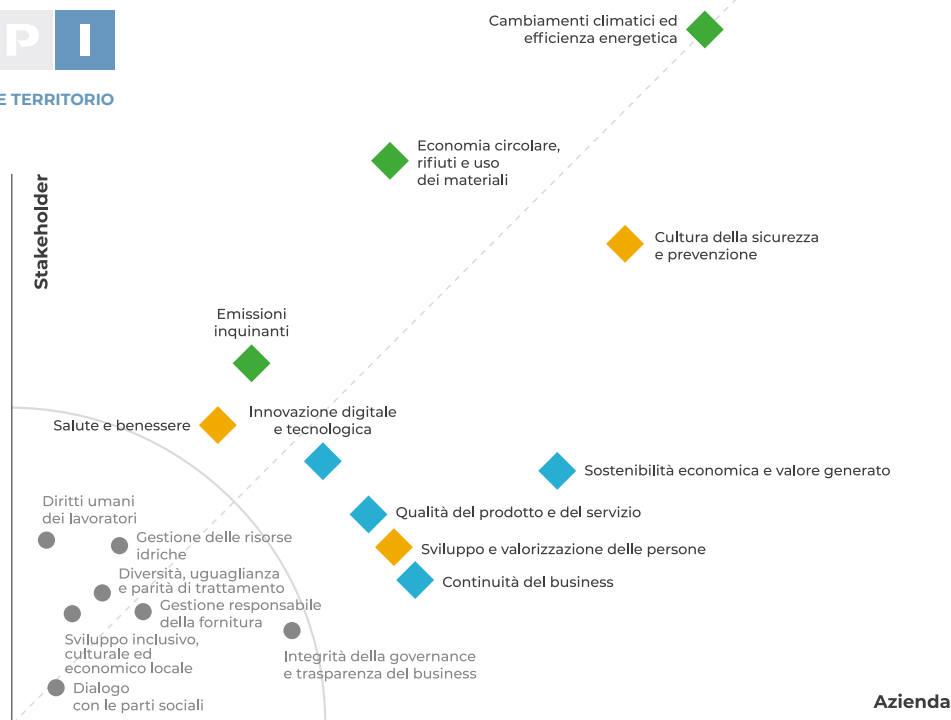 P I
E TERRITORIO
Cambiamenti climatici ed
efficienza energetica
Economia circolare,
rifiuti e uso
dei materiali
Stakeholder
Cultura della sicurezza
e prevenzione
Emissioni
inquinanti
Salute e benessere
Innovazione digitale
e tecnologica
Sostenibilità economica e valore generato
Qualità del prodotto e del servizio
Sviluppo e valorizzazione delle persone
Continuità del business
Diritti umani
dei lavoratori
Gestione delle risorse
idriche
Diversità, uguaglianza
e parità di trattamento
Gestione responsabile
della fornitura
Sviluppo inclusivo,
culturale ed
economico locale
Integrità della governance
e trasparenza del business
Dialogo
con le parti sociali
Azienda